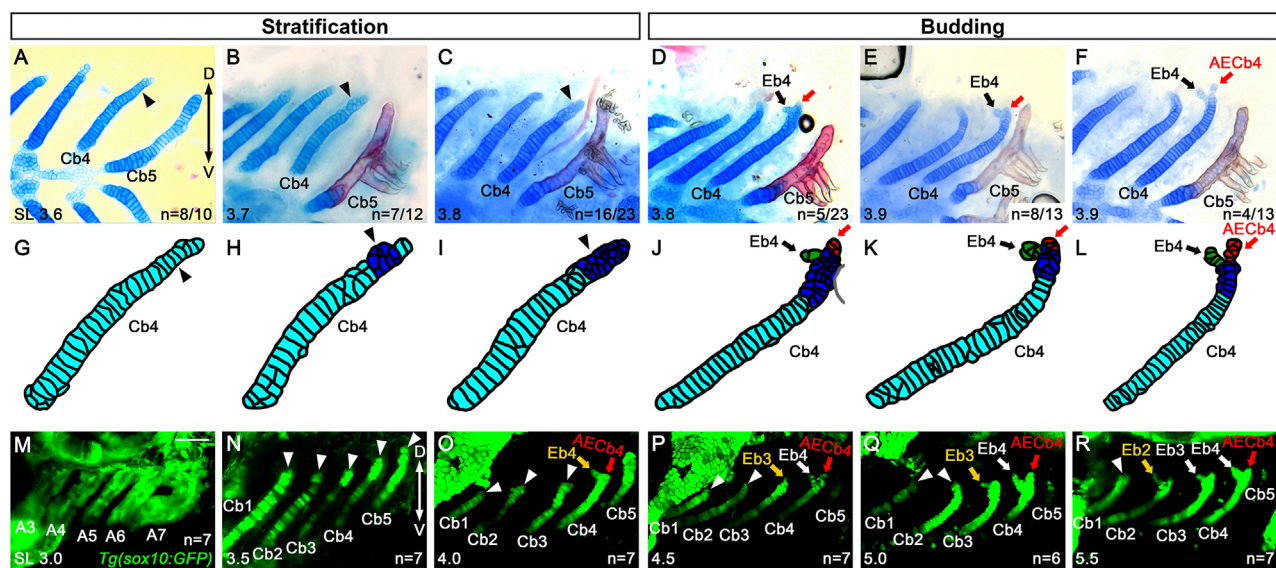 Stratification
Budding
A
D
Cb4
Cb5
V
SL 3.6
n=8/10
B
Cb4
Cb5
3.7
n=7/12
C
Cb4
Cb5
3.8
n=16/23
D
Eb4
Cb4
Cb5
3.8
n=5/23
E
Eb4
Cb4
Cb5
3.9
n=8/13
F
AECb4
Eb4
Cb4
Cb5
3.9
n=4/13
G
Cb4
H
Cb4
I
Cb4
J
Eb4
Cb4
K
Eb4
Cb4
L
AECb4
Eb4
Cb4
M
A3
A4
A5
A6
A7
n=7
SL 3.0
Tg(sox10:GFP)
N
D
V
Cb1
Cb2
Cb3
Cb4
Cb5
3.5
n=7
O
AECb4
Eb4
Cb1
Cb2
Cb3
Cb4
Cb5
4.0
n=7
P
AECb4
Eb4
Eb3
Cb1
Cb2
Cb3
Cb4
Cb5
4.5
n=7
Q
AECb4
Eb4
Eb3
Cb1
Cb2
Cb3
Cb4
Cb5
5.0
n=6
R
AECb4
Eb2
Eb3
Eb4
Cb1
Cb2
Cb3
Cb4
Cb5
5.5
n=7